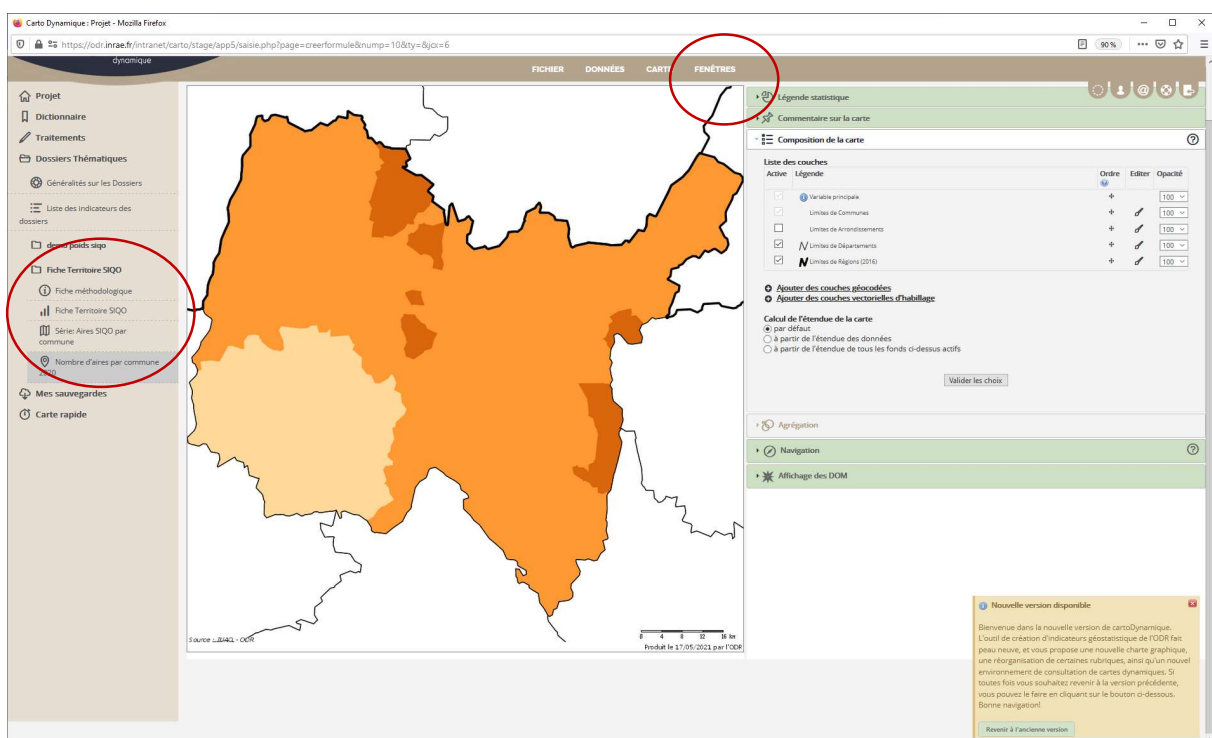 Carto Dynamique : Projet - Mozilla Firefox
https://odr.inrae.fr/intranet/carto/stage/app5/saisie.php?page=creerformule&nump=10&ty=&jcx=6
90%
dynamique
FICHIER DONNÉES CARTE FENÊTRES
Projet
Dictionnaire
Traitements
Dossiers Thématiques
Généralités sur les Dossiers
Liste des indicateurs des
dossiers
demo poids siqo
Fiche Territoire SIQO
Fiche méthodologique
Fiche Territoire SIQO
Série: Aires SIQO par
commune
Nombre d'aires par commune
2020
Mes sauvegardes
Carte rapide
Source : INAO - ODR
0 4 8 12 16 km
Produit le 17/05/2021 par l'ODR
Légende statistique
Commentaire sur la carte
Composition de la carte
Liste des couches
Active Légende Ordre Editer Opacité
Variable principale 100
Limites de Communes 100
Limites de Arrondissements 100
Limites de Départements 100
Limites de Régions (2016) 100
Ajouter des couches géocodées
Ajouter des couches vectorielles d'habillage
Calcul de l'étendue de la carte
par défaut
à partir de l'étendue des données
à partir de l'étendue de tous les fonds ci-dessus actifs
Valider les choix
Agrégation
Navigation
Affichage des DOM
Nouvelle version disponible
Bienvenue dans la nouvelle version de cartoDynamique.
L'outil de création d'indicateurs géostatistique de l'ODR fait
peau neuve, et vous propose une nouvelle charte graphique,
une réorganisation de certaines rubriques, ainsi qu'un nouvel
environnement de consultation de cartes dynamiques. Si
toutes fois vous souhaitez revenir à la version précédente,
vous pouvez le faire en cliquant sur le bouton ci-dessous.
Bonne navigation!
Revenir à l'ancienne version